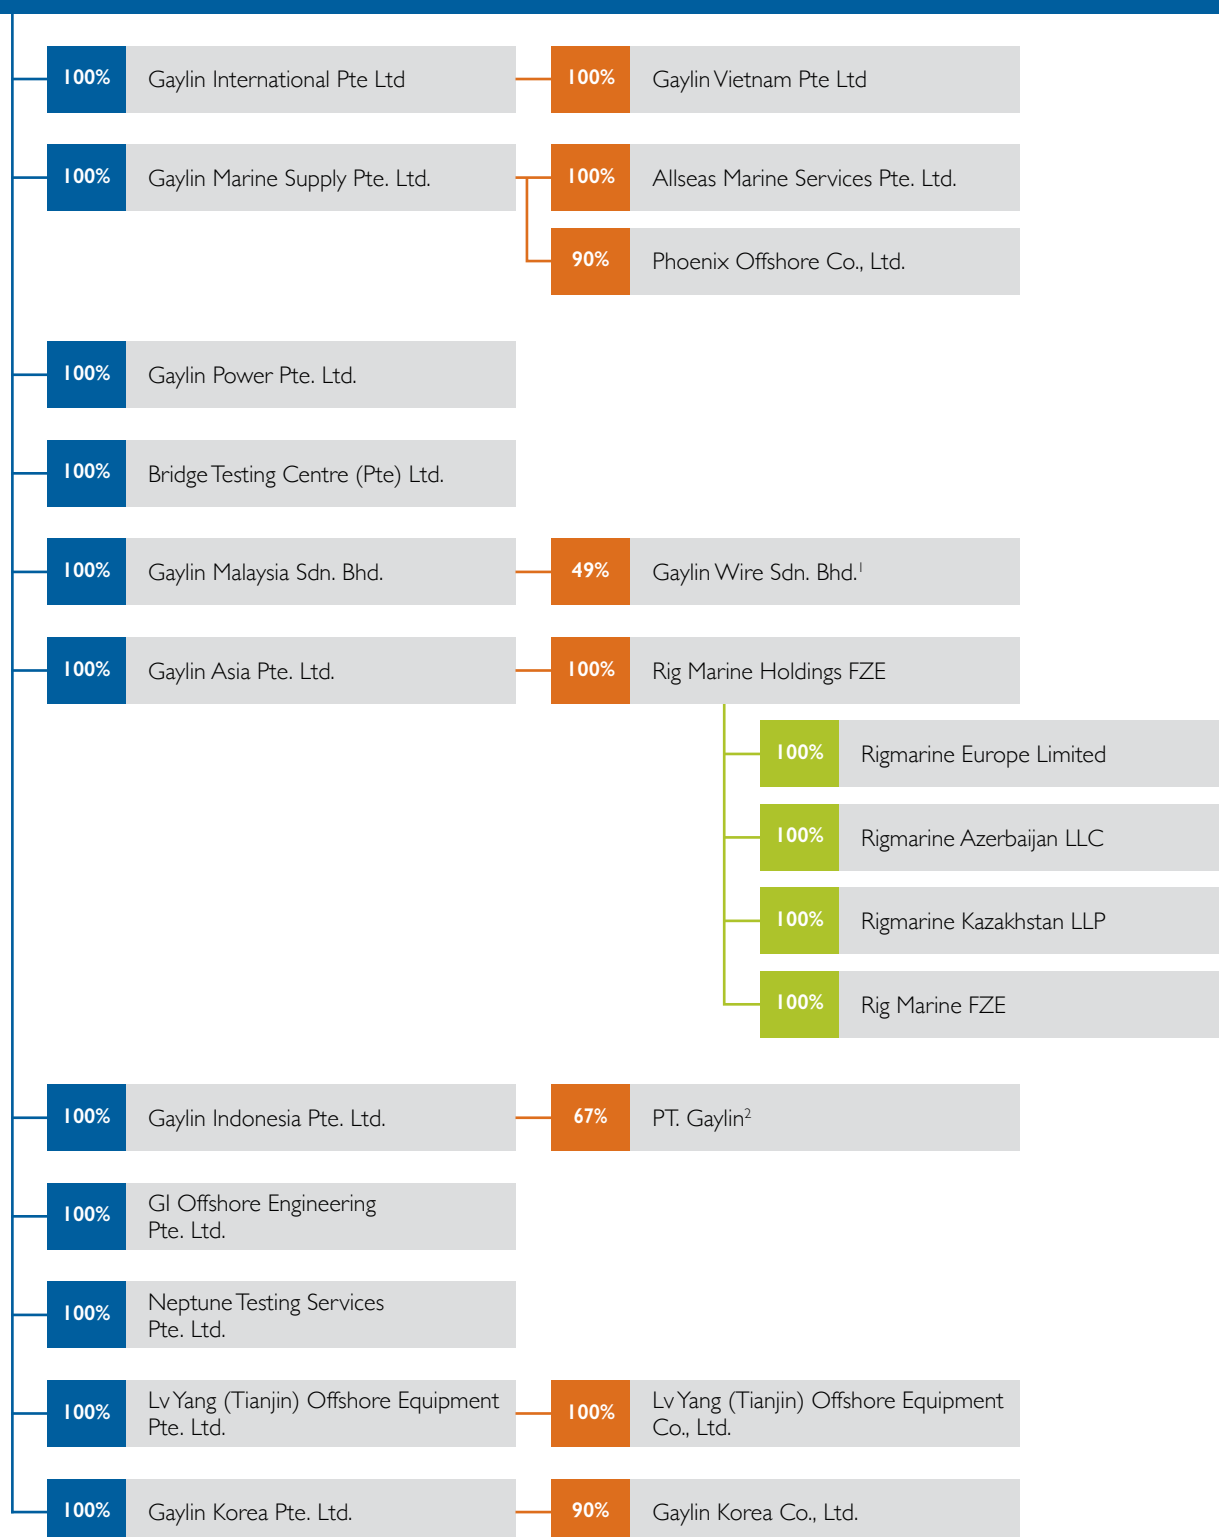 100% Gaylin International Pte Ltd 100% Gaylin Vietnam Pte Ltd
100% Gaylin Marine Supply Pte. Ltd. 100% Allseas Marine Services Pte. Ltd.
90% Phoenix Offshore Co., Ltd.
100% Gaylin Power Pte. Ltd.
100% Bridge Testing Centre (Pte) Ltd.
100% Gaylin Malaysia Sdn. Bhd. 49% Gaylin Wire Sdn. Bhd.¹
100% Gaylin Asia Pte. Ltd. 100% Rig Marine Holdings FZE
100% Rigmarine Europe Limited
100% Rigmarine Azerbaijan LLC
100% Rigmarine Kazakhstan LLP
100% Rig Marine FZE
100% Gaylin Indonesia Pte. Ltd. 67% PT. Gaylin²
100% GI Offshore Engineering
Pte. Ltd.
100% Neptune Testing Services
Pte. Ltd.
100% Lv Yang (Tianjin) Offshore Equipment
Pte. Ltd.
100% Lv Yang (Tianjin) Offshore Equipment
Co., Ltd.
100% Gaylin Korea Pte. Ltd. 90% Gaylin Korea Co., Ltd.